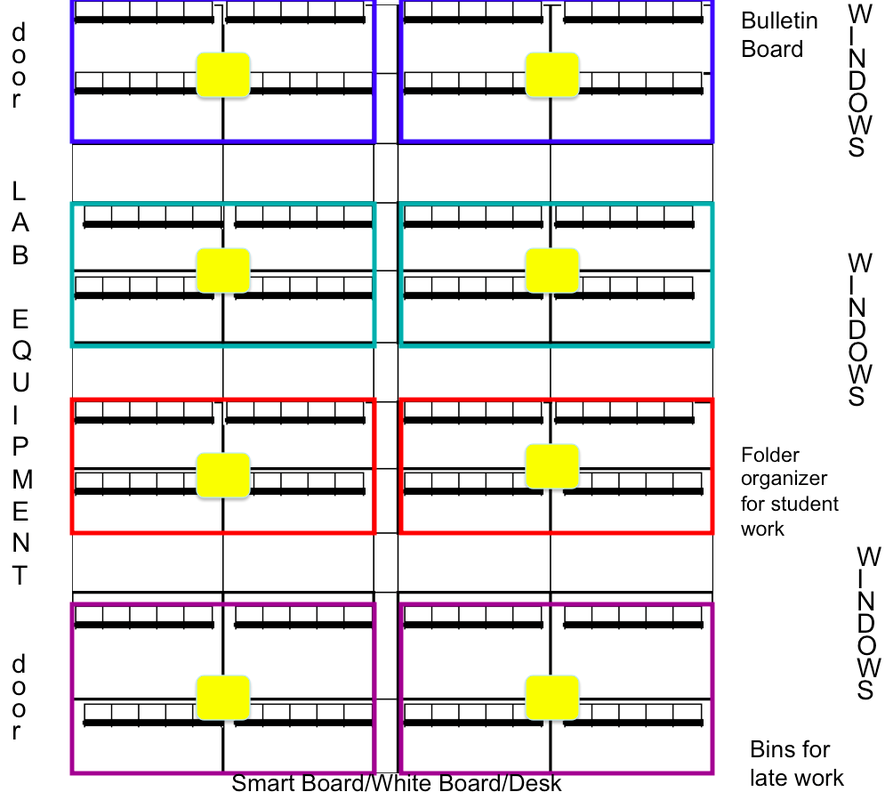 door
LAB EQUIPMENT
door
Bulletin
Board
WINDOWS
WINDOWS
Folder
organizer
for student
work
WINDOWS
Bins for
late work
Smart Board/White Board/Desk